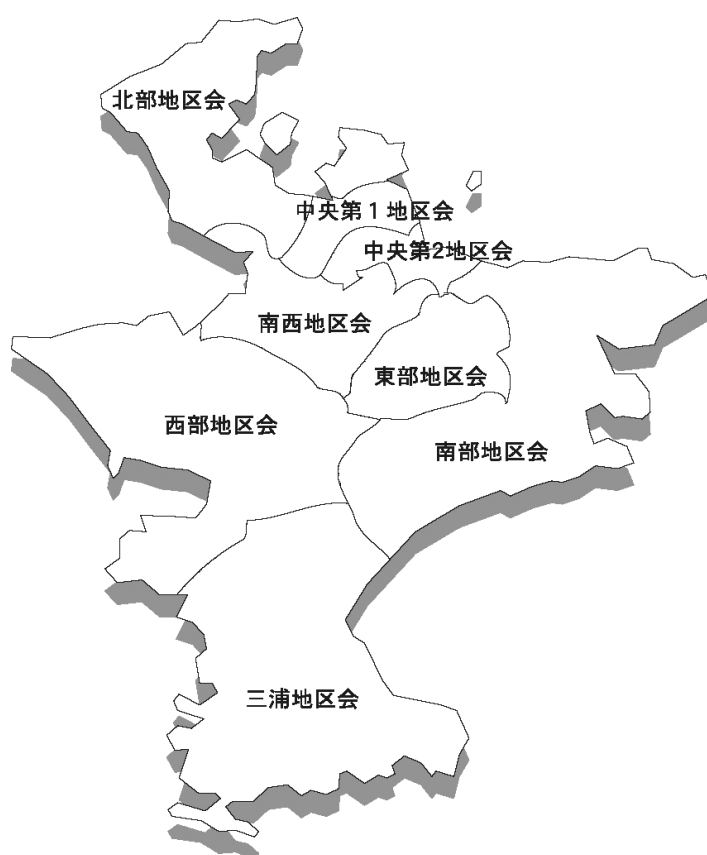 北部地区会
中央第１地区会
中央第2地区会
南西地区会
東部地区会
西部地区会
南部地区会
三浦地区会